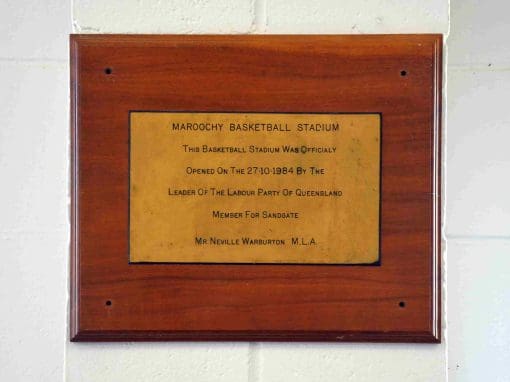 MAROOCHY BASKETBALL STADIUM
THIS BASKETBALL STADIUM WAS OFFICIALY
OPENED ON THE 27-10-1984 BY THE
LEADER OF THE LABOUR PARTY OF QUEENSLAND
MEMBER FOR SANDGATE
MR NEVILLE WARBURTON M.L.A.